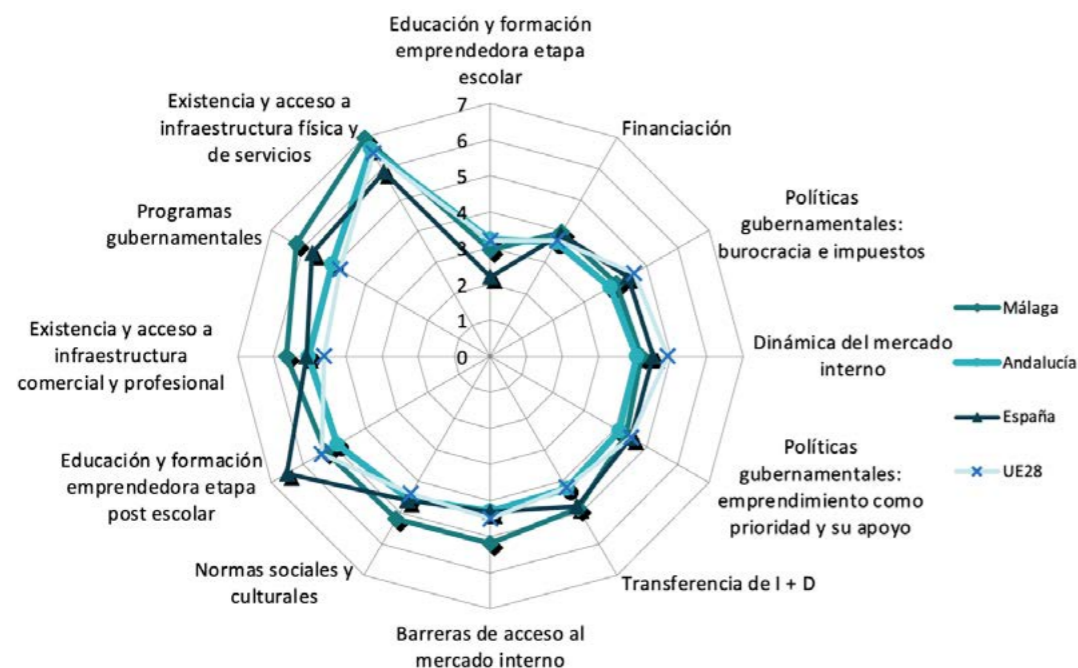 Educación y formación
emprendedora etapa
escolar
Financiación
Políticas
gubernamentales:
burocracia e impuestos
Dinámica del mercado
interno
Políticas
gubernamentales:
emprendimiento como
prioridad y su apoyo
Transferencia de I + D
Barreras de acceso al
mercado interno
Normas sociales y
culturales
Educación y formación
emprendedora etapa
post escolar
Existencia y acceso a
infraestructura
comercial y profesional
Programas
gubernamentales
Existencia y acceso a
infraestructura física y
de servicios
7
6
5
4
3
2
1
0
Málaga
Andalucía
España
UE28